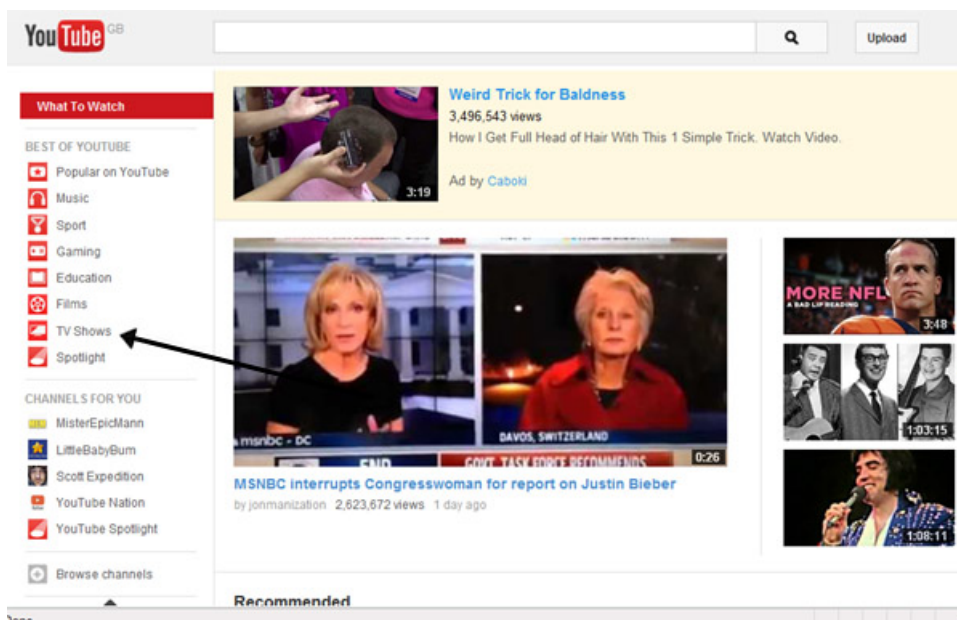 YouTube GB
Upload
What To Watch
BEST OF YOUTUBE
Popular on YouTube
Music
Sport
Gaming
Education
Films
TV Shows
Spotlight
CHANNELS FOR YOU
MisterEpicMann
LittleBabyBum
Scott Expedition
YouTube Nation
YouTube Spotlight
Browse channels
Weird Trick for Baldness
3,496,543 views
How I Get Full Head of Hair With This 1 Simple Trick. Watch Video.
Ad by Caboki
3:19
msnbc - DC
DAVOS, SWITZERLAND
END
GOVT. TASK FORCE RECOMMENDS
0:26
MSNBC interrupts Congresswoman for report on Justin Bieber
by jonmanization 2,623,672 views 1 day ago
MORE NFL
A BAD LIP READING
3:48
1:03:15
1:08:11
Recommended